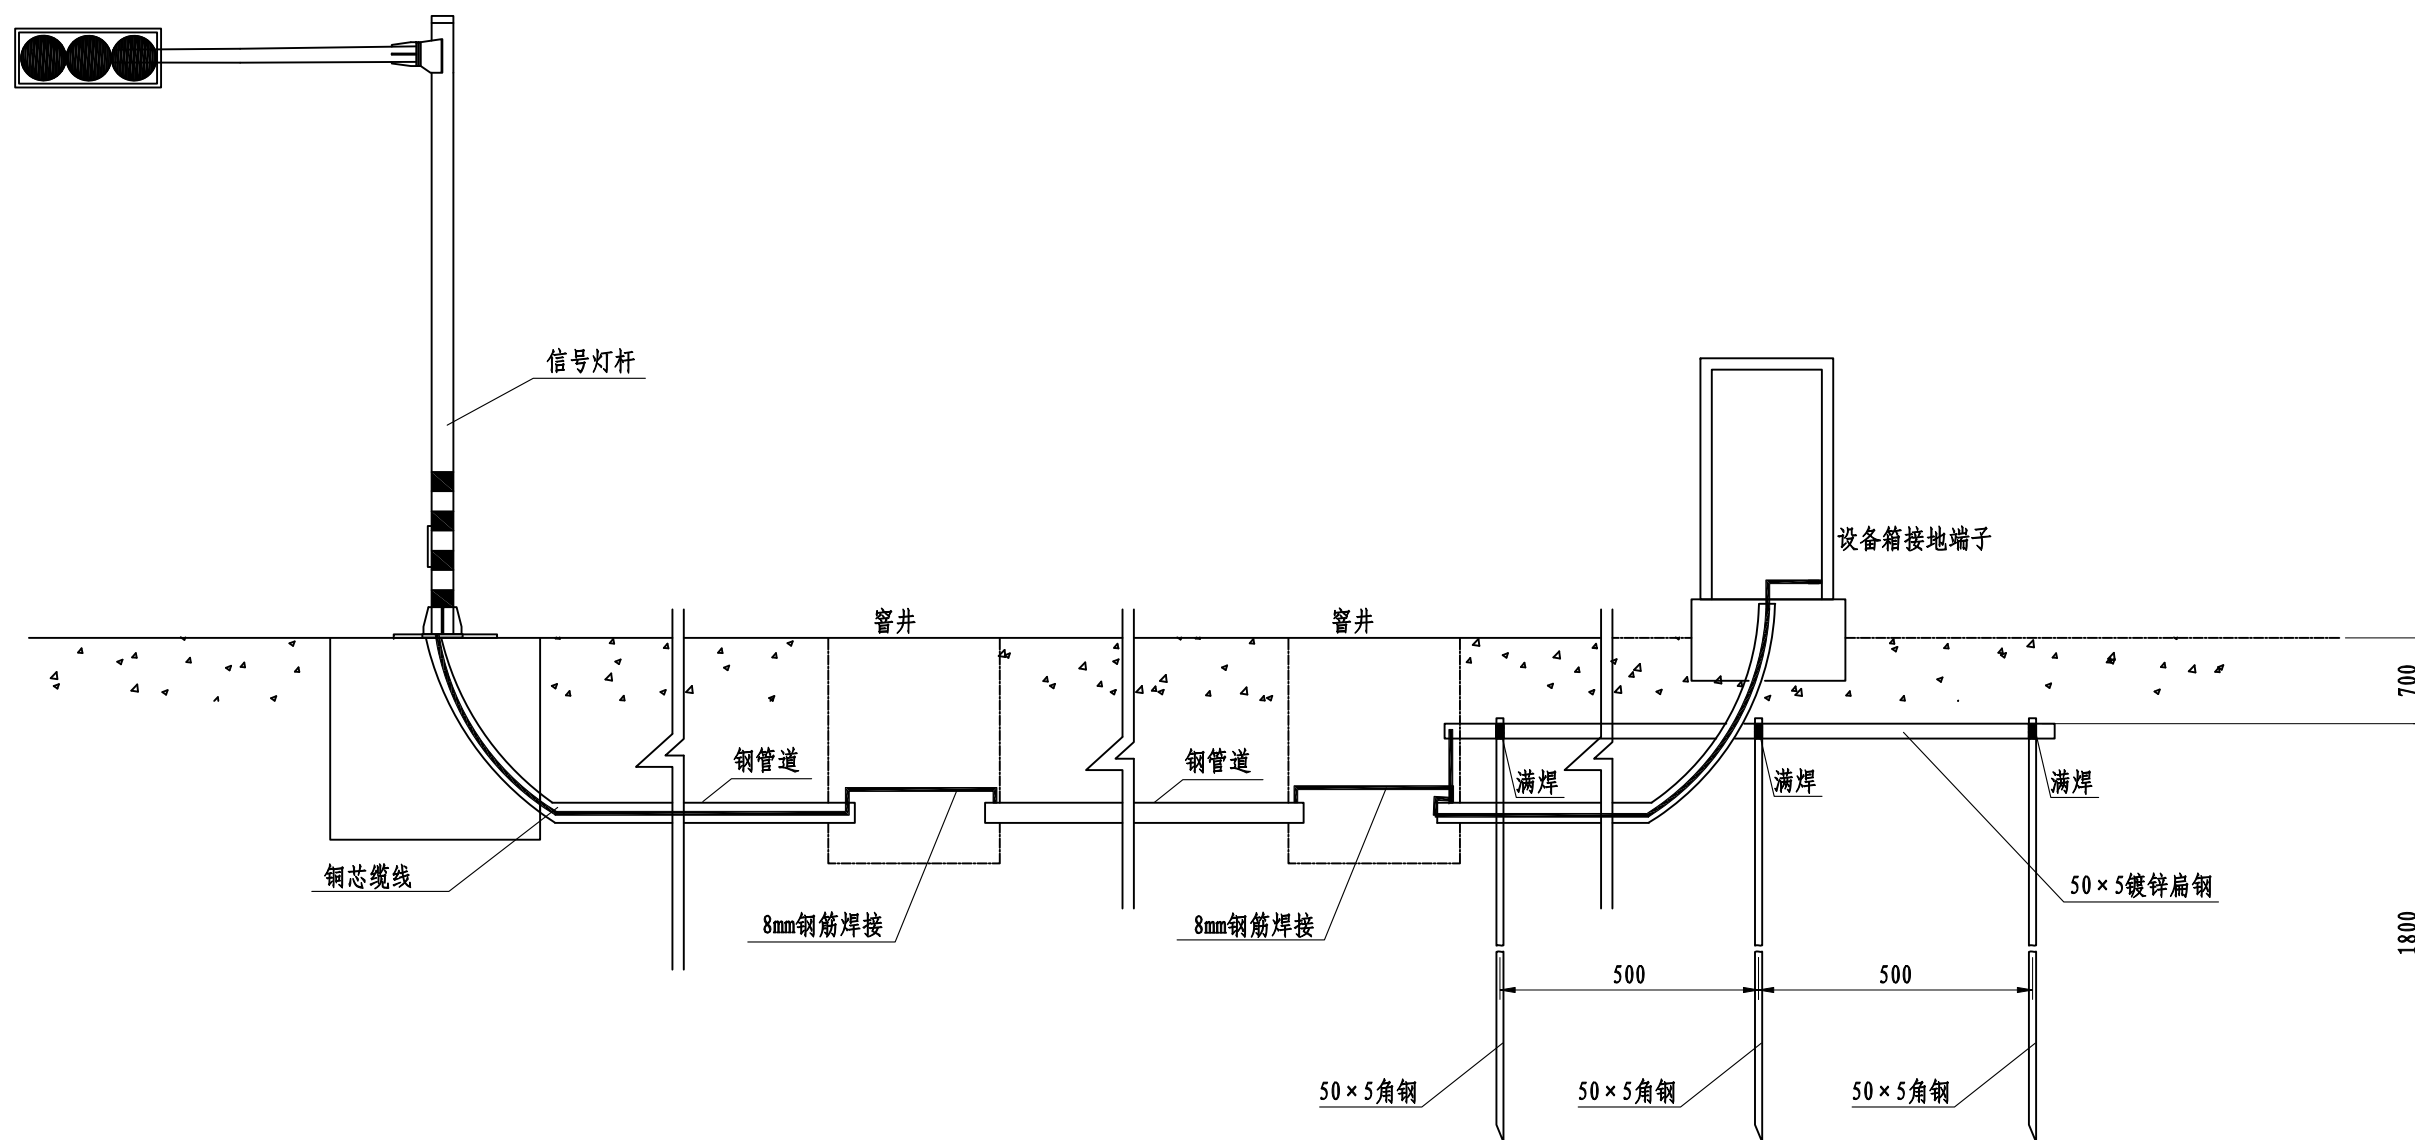 信号灯杆
设备箱接地端子
窨井
窨井
700
钢管道
钢管道
满焊
满焊
满焊
铜芯缆线
50×5镀锌扁钢
8mm钢筋焊接
8mm钢筋焊接
1800
500
500
50×5角钢
50×5角钢
50×5角钢